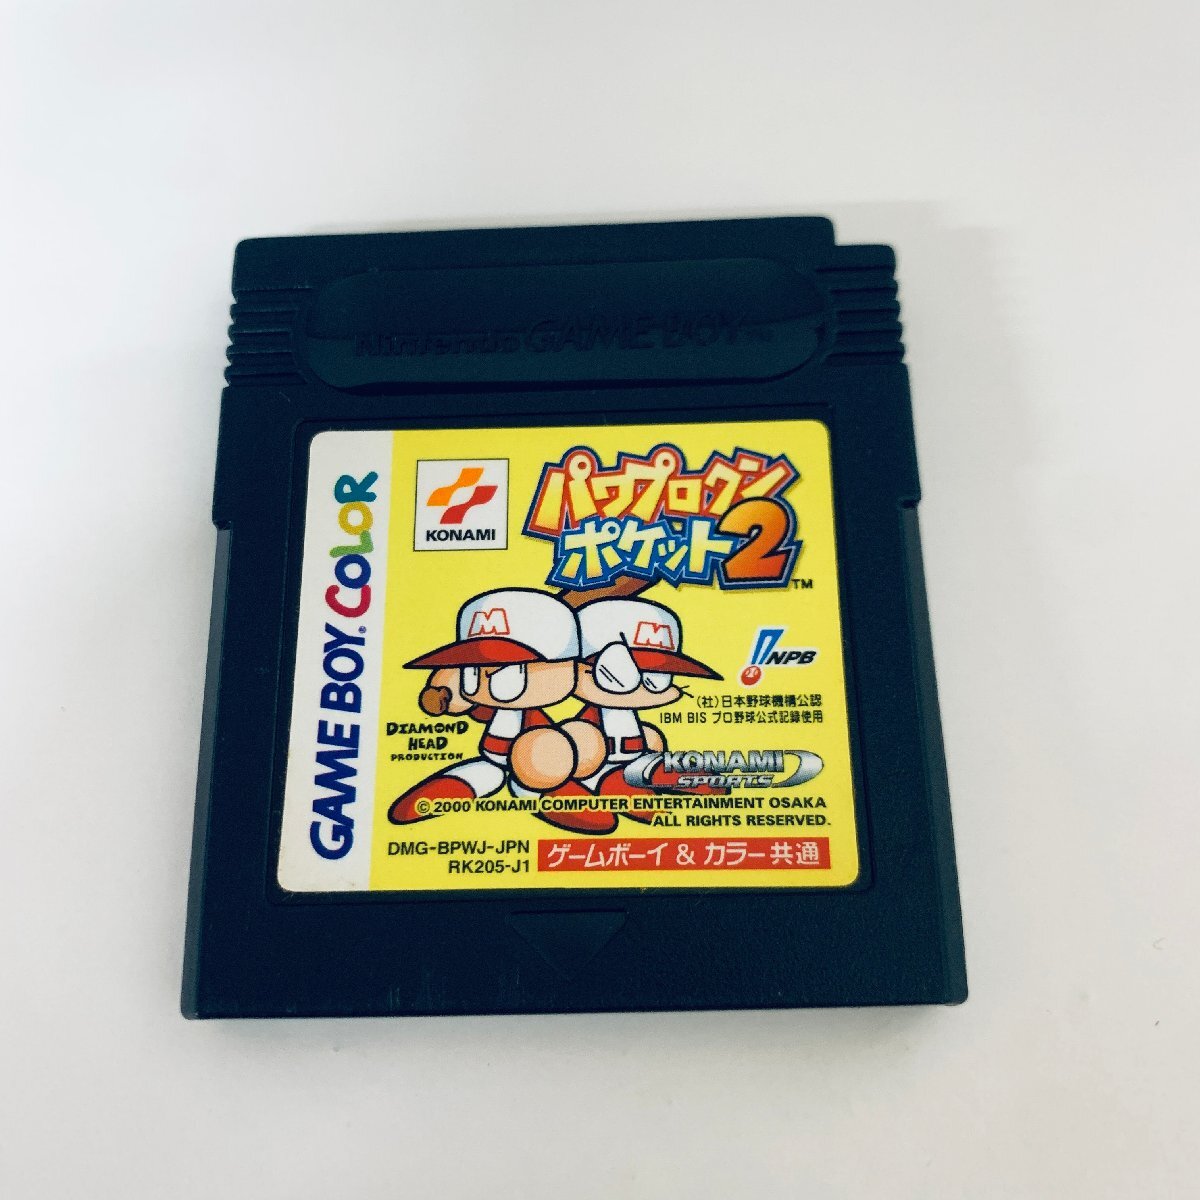 Nintendo GAME BOY™
GAME BOY COLOR
KONAMI
パワプロクン
ポケット2™
M
M
NPB
(社)日本野球機構公認
IBM BIS プロ野球公式記録使用
DIAMOND
HEAD
PRODUCTION
KONAMI
SPORTS
© 2000 KONAMI COMPUTER ENTERTAINMENT OSAKA
ALL RIGHTS RESERVED.
DMG-BPWJ-JPN
RK205-J1
ゲームボーイ & カラー共通